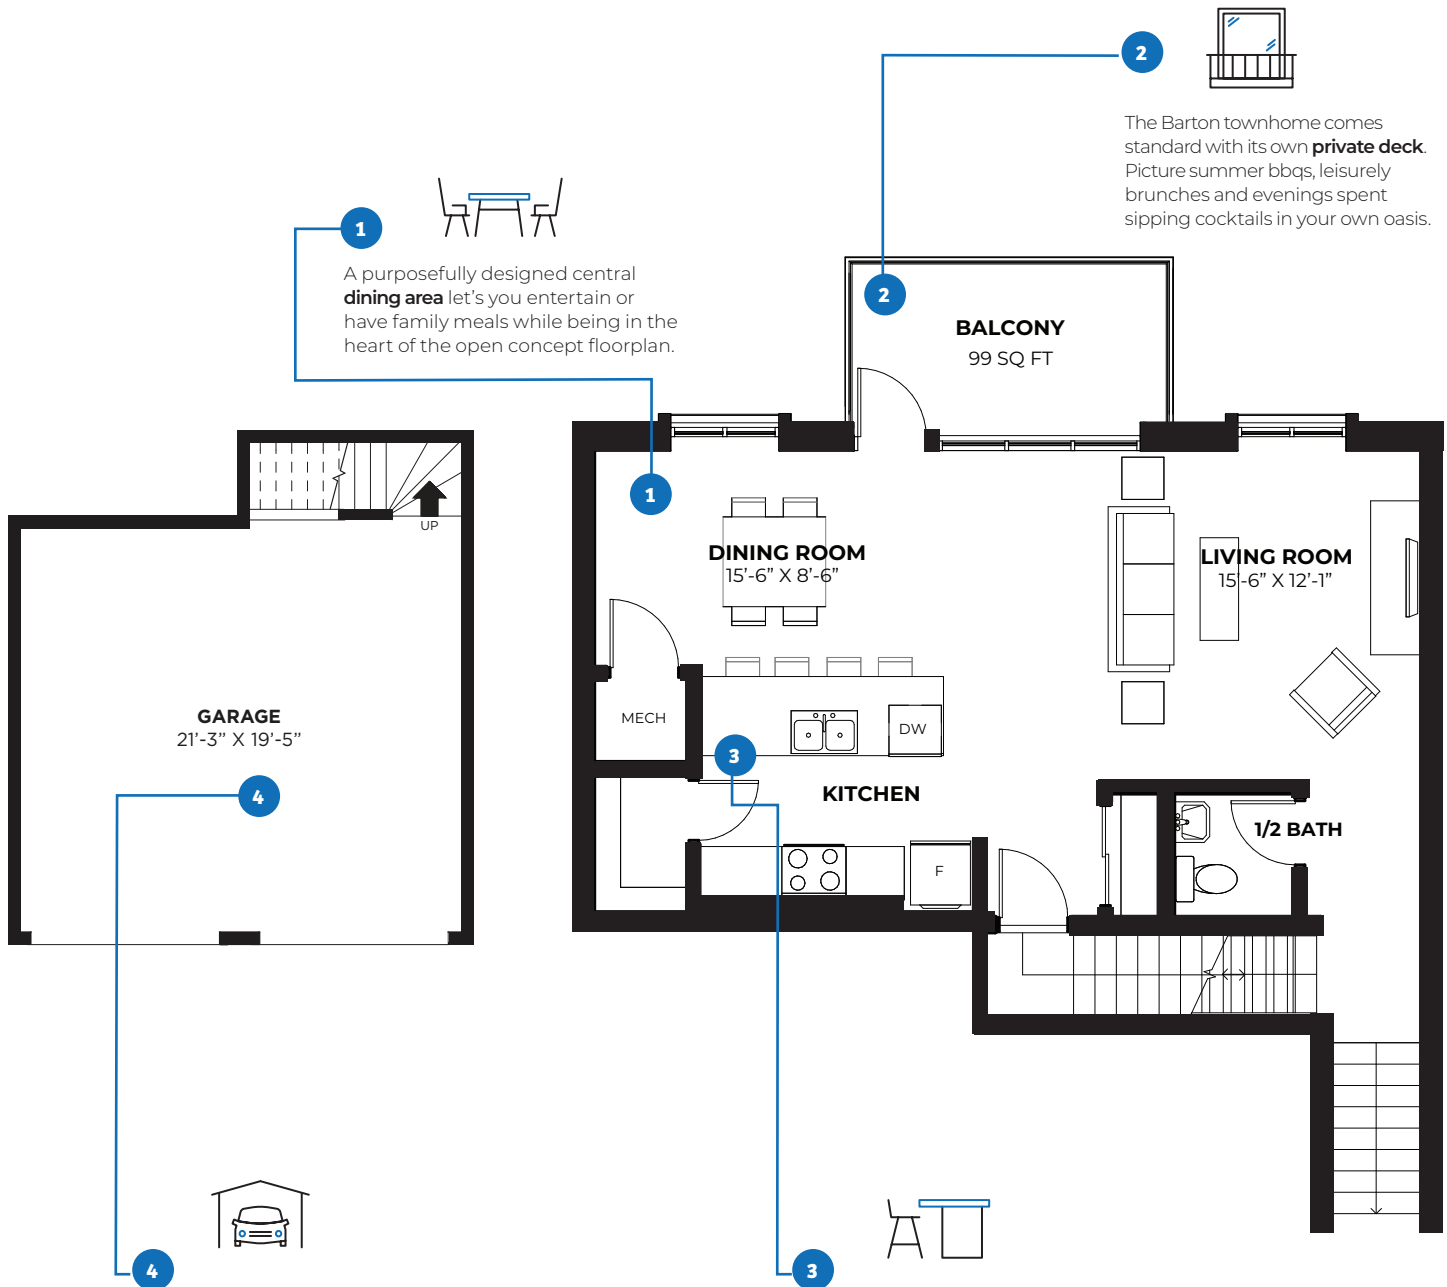 2
The Barton townhome comes
standard with its own private deck.
Picture summer bbqs, leisurely
brunches and evenings spent
sipping cocktails in your own oasis.
1
A purposefully designed central
dining area let's you entertain or
have family meals while being in the
heart of the open concept floorplan.
2
BALCONY
99 SQ FT
1
UP
DINING ROOM
15'-6" X 8'-6"
LIVING ROOM
15'-6" X 12'-1"
GARAGE
21'-3" X 19'-5"
4
MECH
DW
3
KITCHEN
1/2 BATH
F
4
3